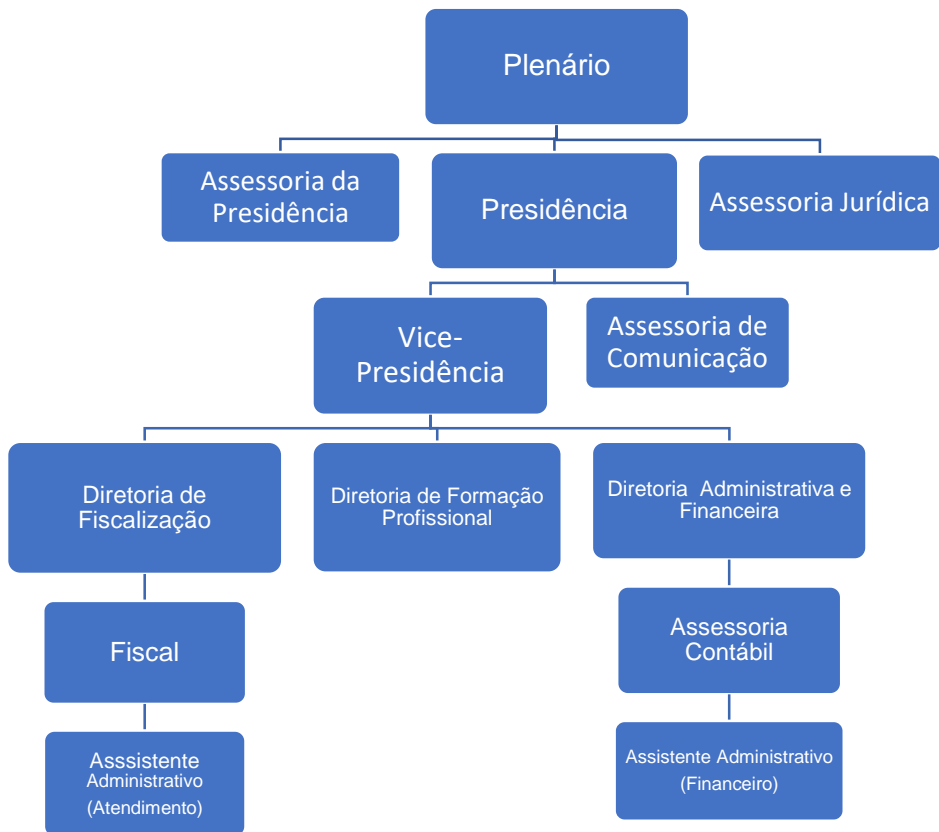 Plenário
Assessoria da
Presidência
Presidência
Assessoria Jurídica
Vice-
Presidência
Assessoria de
Comunicação
Diretoria de
Fiscalização
Diretoria de Formação
Profissional
Diretoria Administrativa e
Financeira
Fiscal
Assessoria
Contábil
Asssistente
Administrativo
(Atendimento)
Assistente Administrativo
(Financeiro)